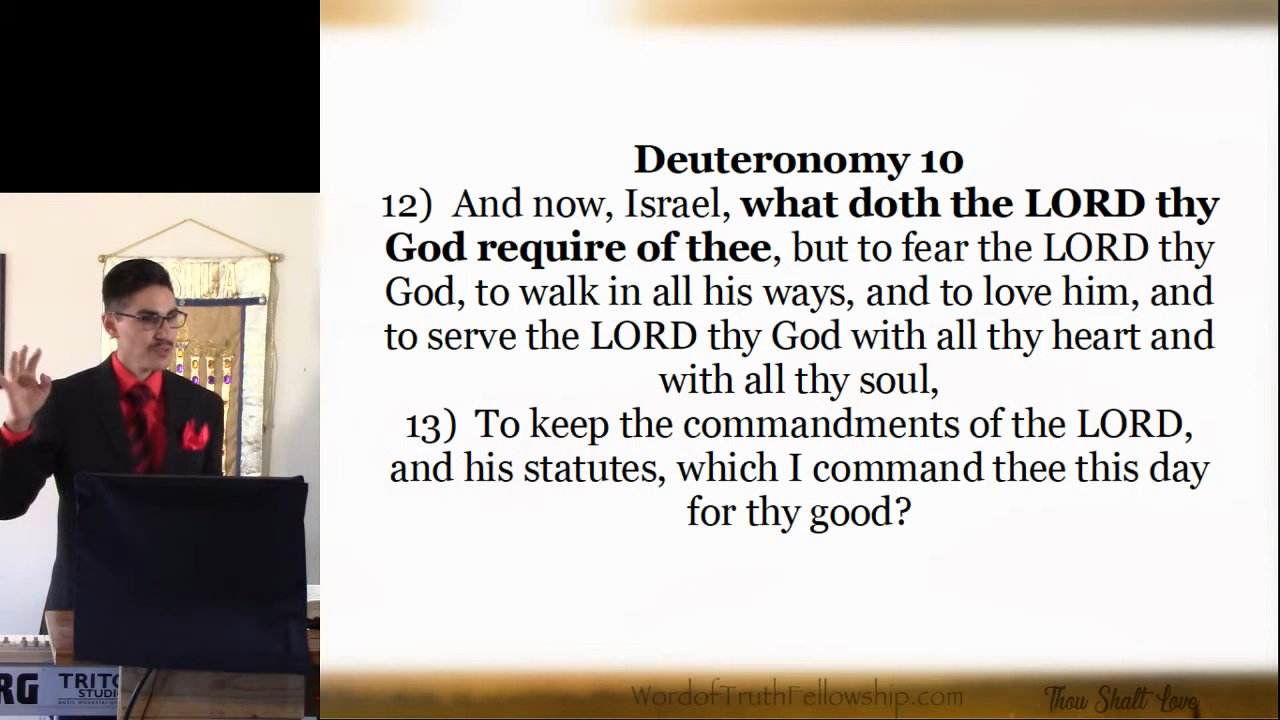 Deuteronomy 10
12) And now, Israel, what doth the LORD thy
God require of thee, but to fear the LORD thy
God, to walk in all his ways, and to love him, and
to serve the LORD thy God with all thy heart and
with all thy soul,
13) To keep the commandments of the LORD,
and his statutes, which I command thee this day
for thy good?
WordofTruthFellowship.com
Thou Shalt Love
RG
TRITO
STUDI